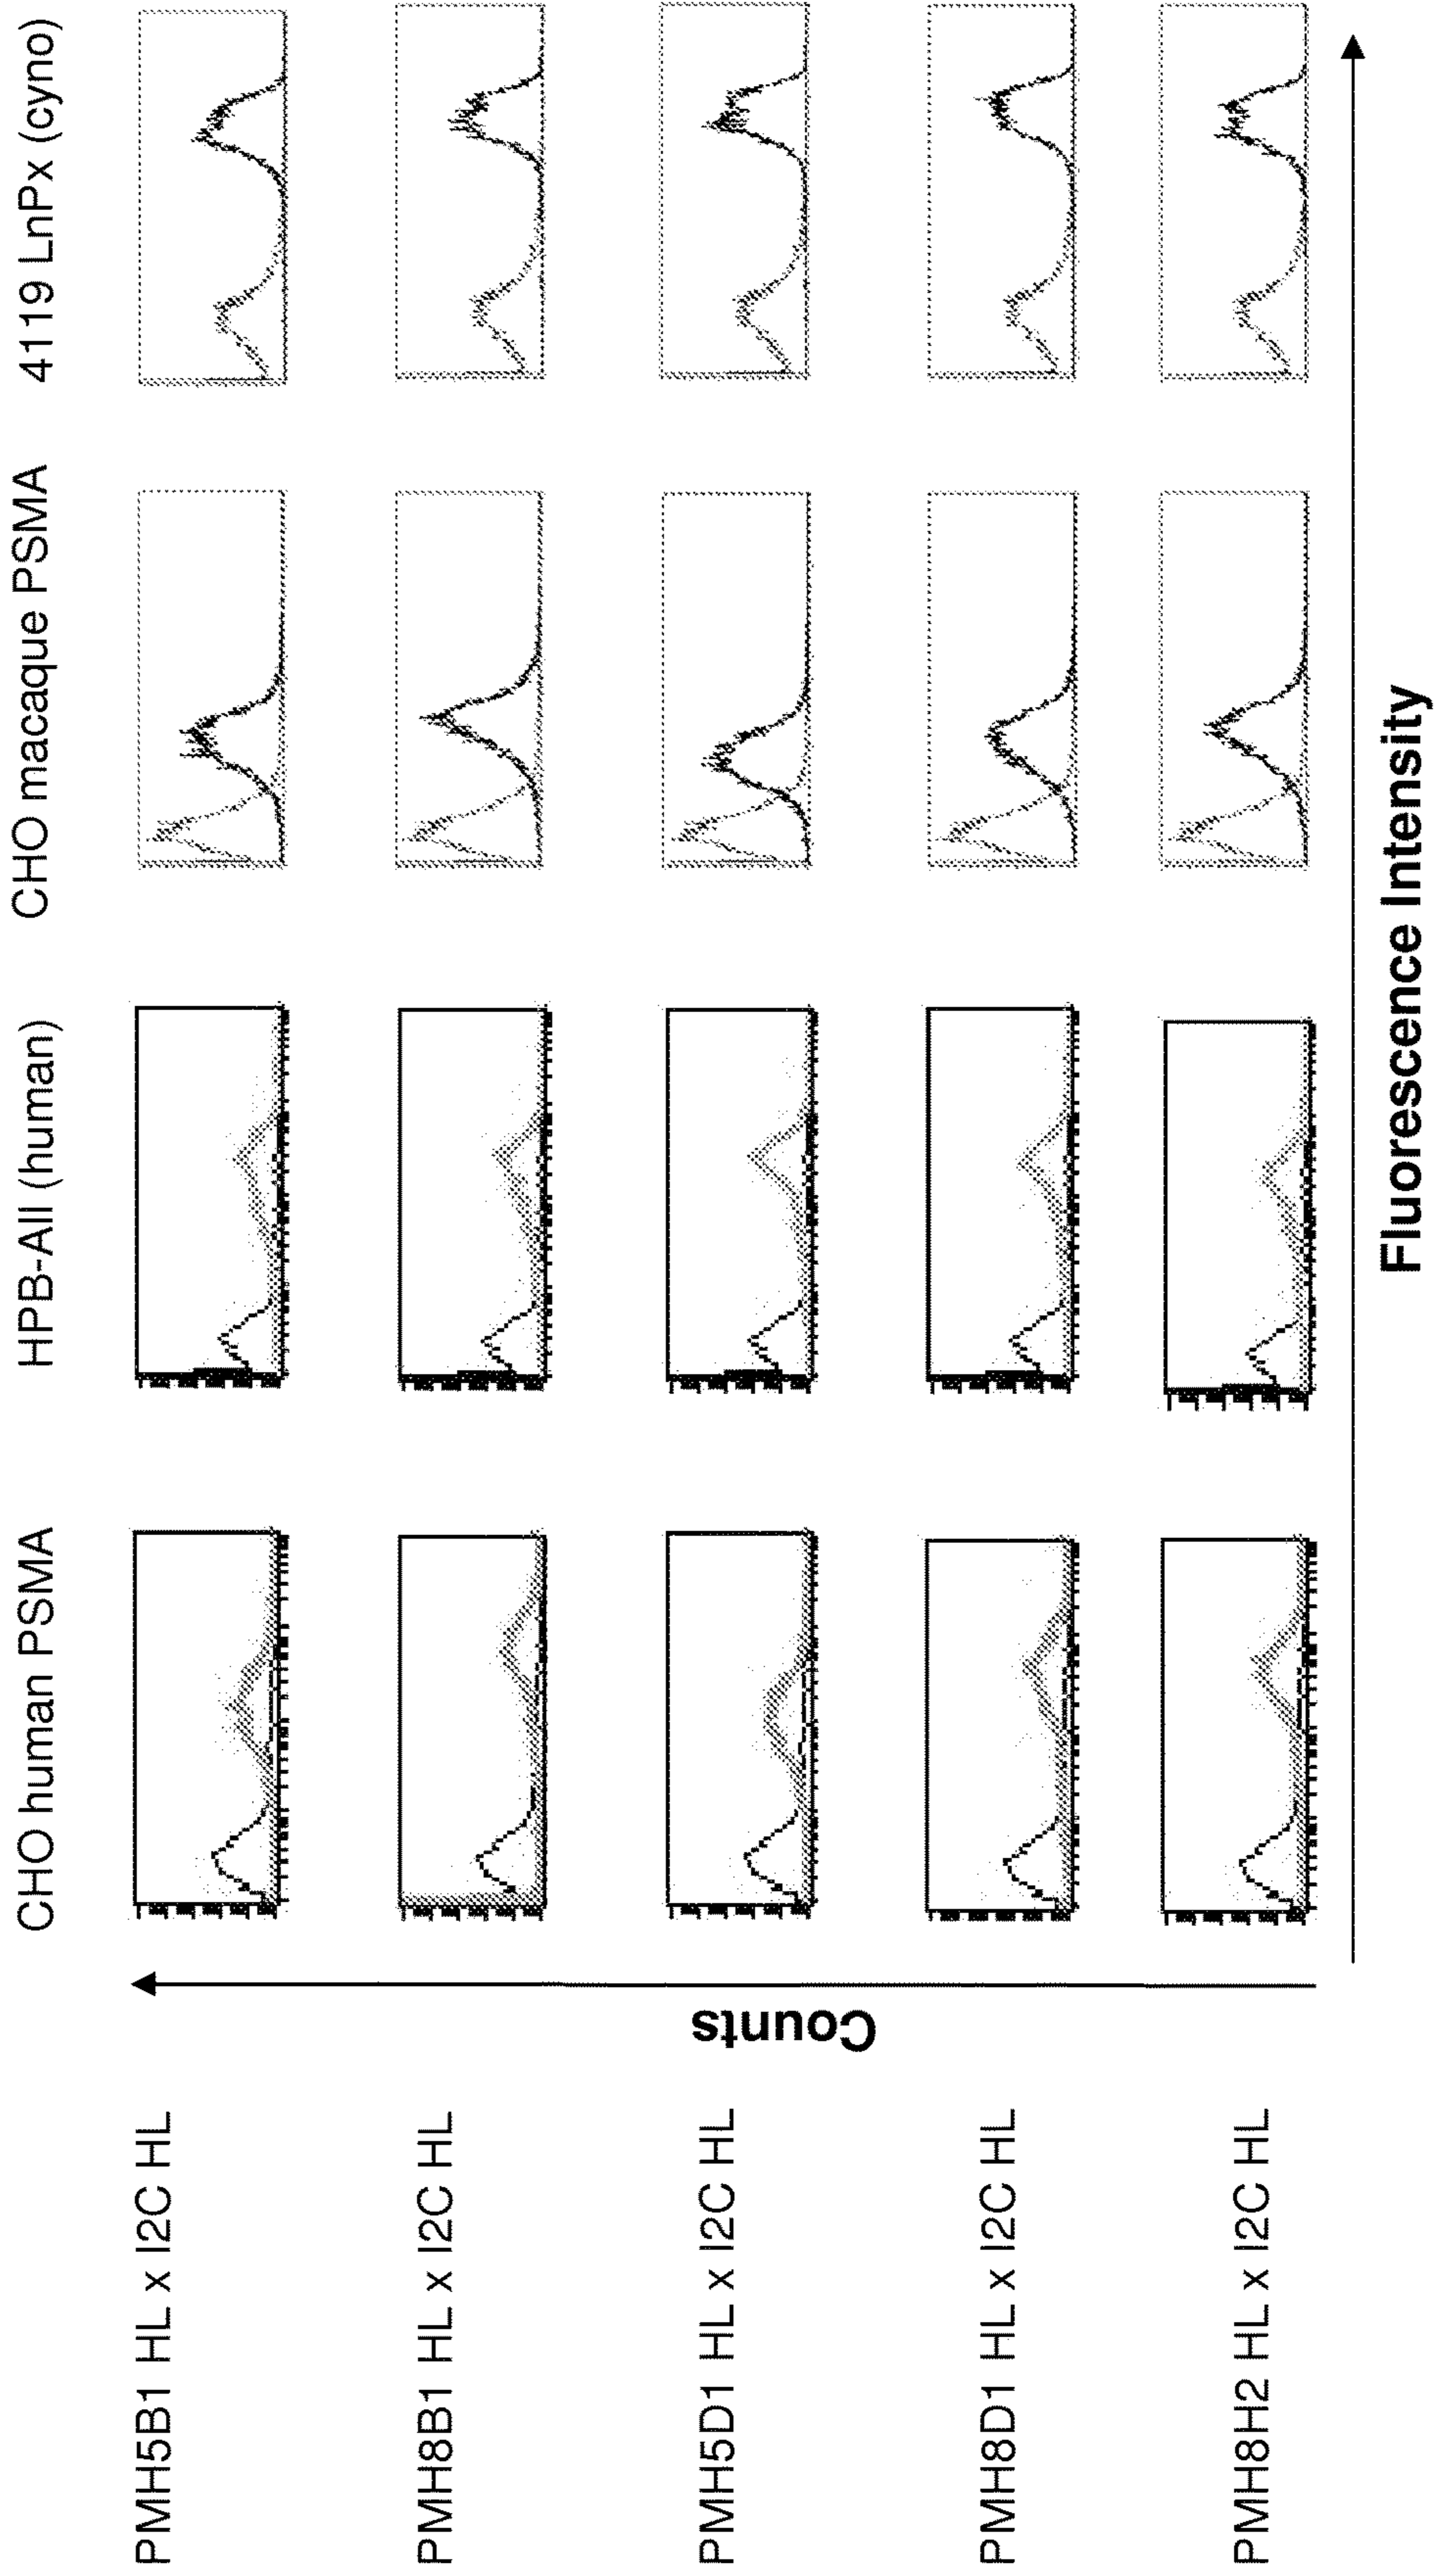 CHO human PSMA
HPB-All (human)
CHO macaque PSMA
4119 LnPx (cyno)
PMH5B1 HL x I2C HL
PMH8B1 HL x I2C HL
PMH5D1 HL x I2C HL
PMH8D1 HL x I2C HL
PMH8H2 HL x I2C HL
Counts
Fluorescence Intensity